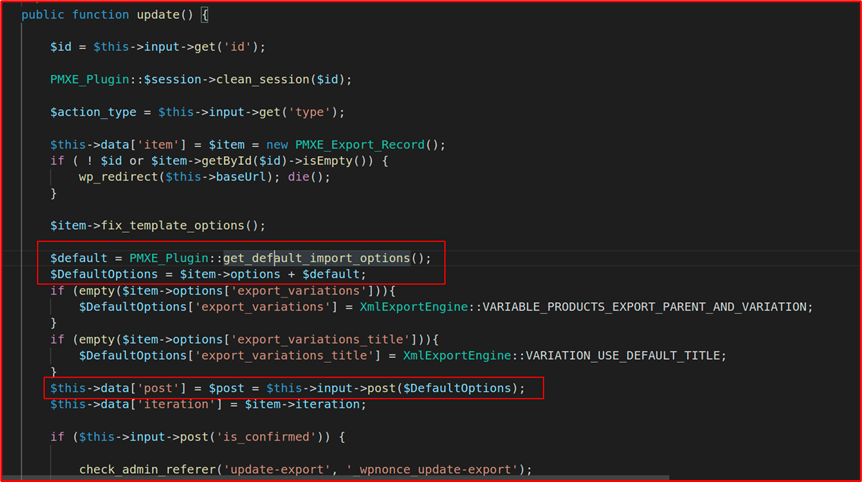 public function update() {
$id = $this->input->get('id');
PMXE_Plugin::$session->clean_session($id);
$action_type = $this->input->get('type');
$this->data['item'] = $item = new PMXE_Export_Record();
if ( ! $id or $item->getById($id)->isEmpty()) {
wp_redirect($this->baseUrl); die();
}
$item->fix_template_options();
$default = PMXE_Plugin::get_default_import_options();
$DefaultOptions = $item->options + $default;
if (empty($item->options['export_variations'])){
$DefaultOptions['export_variations'] = XmlExportEngine::VARIABLE_PRODUCTS_EXPORT_PARENT_AND_VARIATION;
}
if (empty($item->options['export_variations_title'])){
$DefaultOptions['export_variations_title'] = XmlExportEngine::VARIATION_USE_DEFAULT_TITLE;
}
$this->data['post'] = $post = $this->input->post($DefaultOptions);
$this->data['iteration'] = $item->iteration;
if ($this->input->post('is_confirmed')) {
check_admin_referer('update-export', '_wpnonce_update-export');